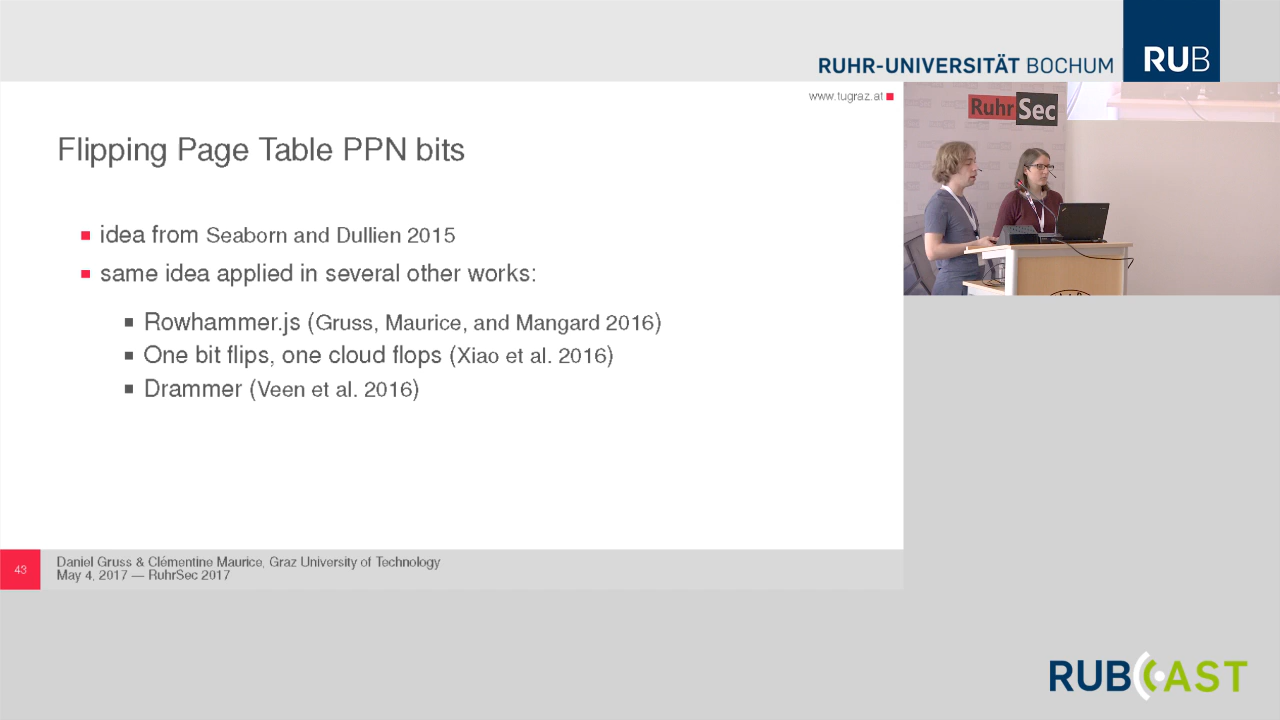 RUHR-UNIVERSITÄT BOCHUM
RUB
www.tugraz.at
RuhrSec
Flipping Page Table PPN bits
idea from Seaborn and Dullien 2015
same idea applied in several other works:
Rowhammer.js (Gruss, Maurice, and Mangard 2016)
One bit flips, one cloud flops (Xiao et al. 2016)
Drammer (Veen et al. 2016)
43
Daniel Gruss & Clémentine Maurice, Graz University of Technology
May 4, 2017 — RuhrSec 2017
RUBCAST